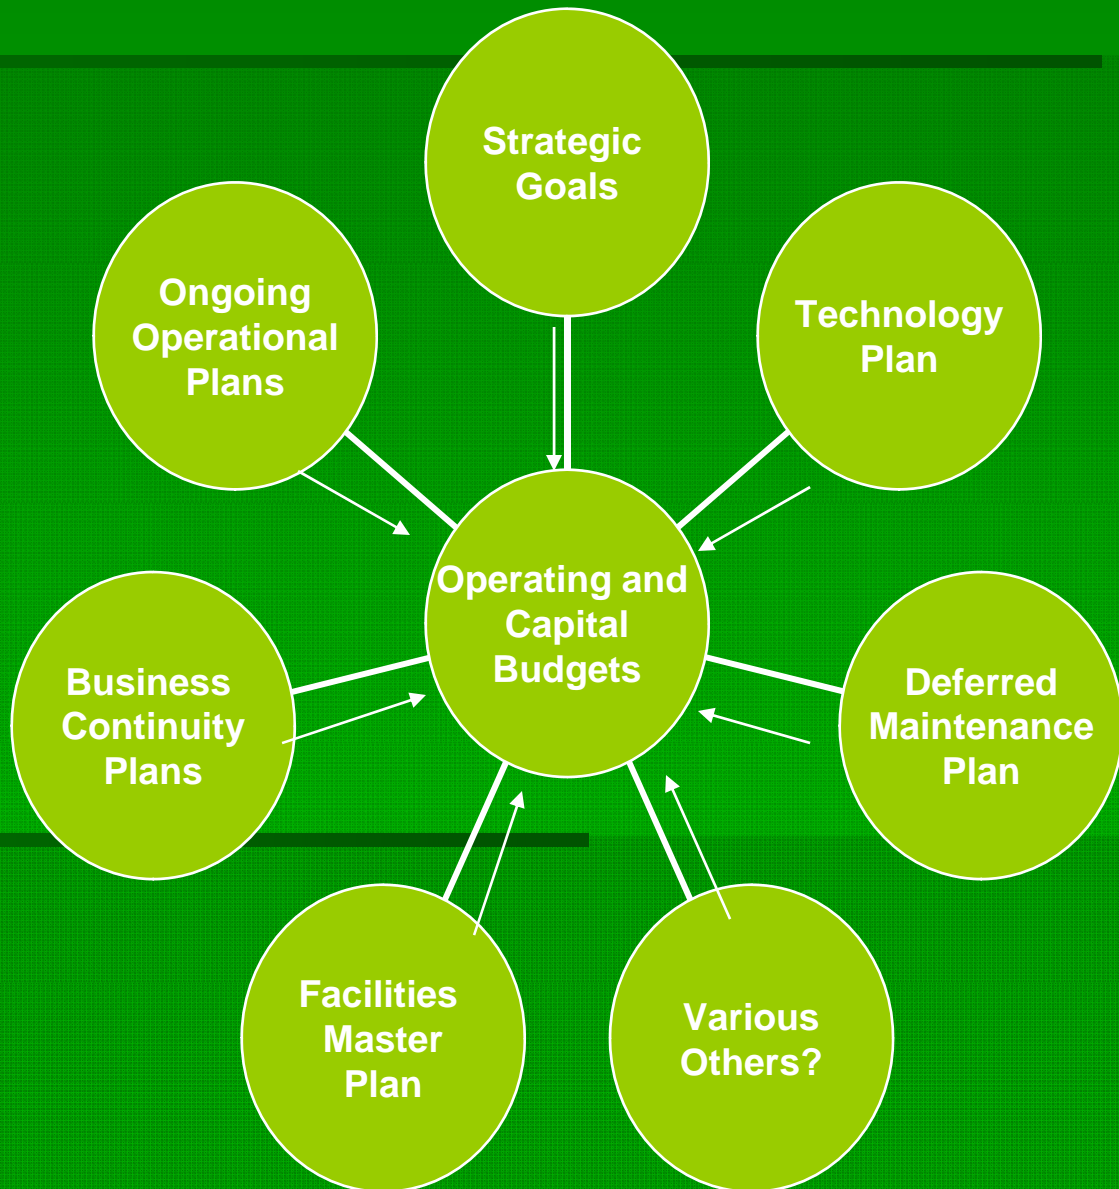 Strategic
Goals
Ongoing
Operational
Plans
Technology
Plan
Operating and
Capital
Budgets
Business
Continuity
Plans
Deferred
Maintenance
Plan
Facilities
Master
Plan
Various
Others?